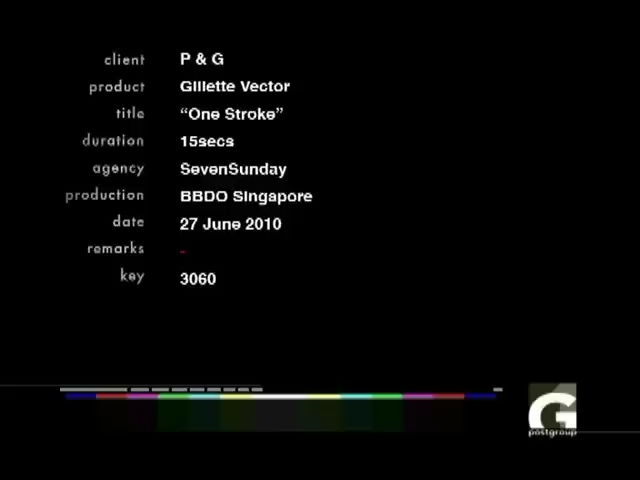 client P & G
product Gillette Vector
title “One Stroke”
duration 15secs
agency SevenSunday
production BBDO Singapore
date 27 June 2010
remarks -
key 3060
G
postgroup